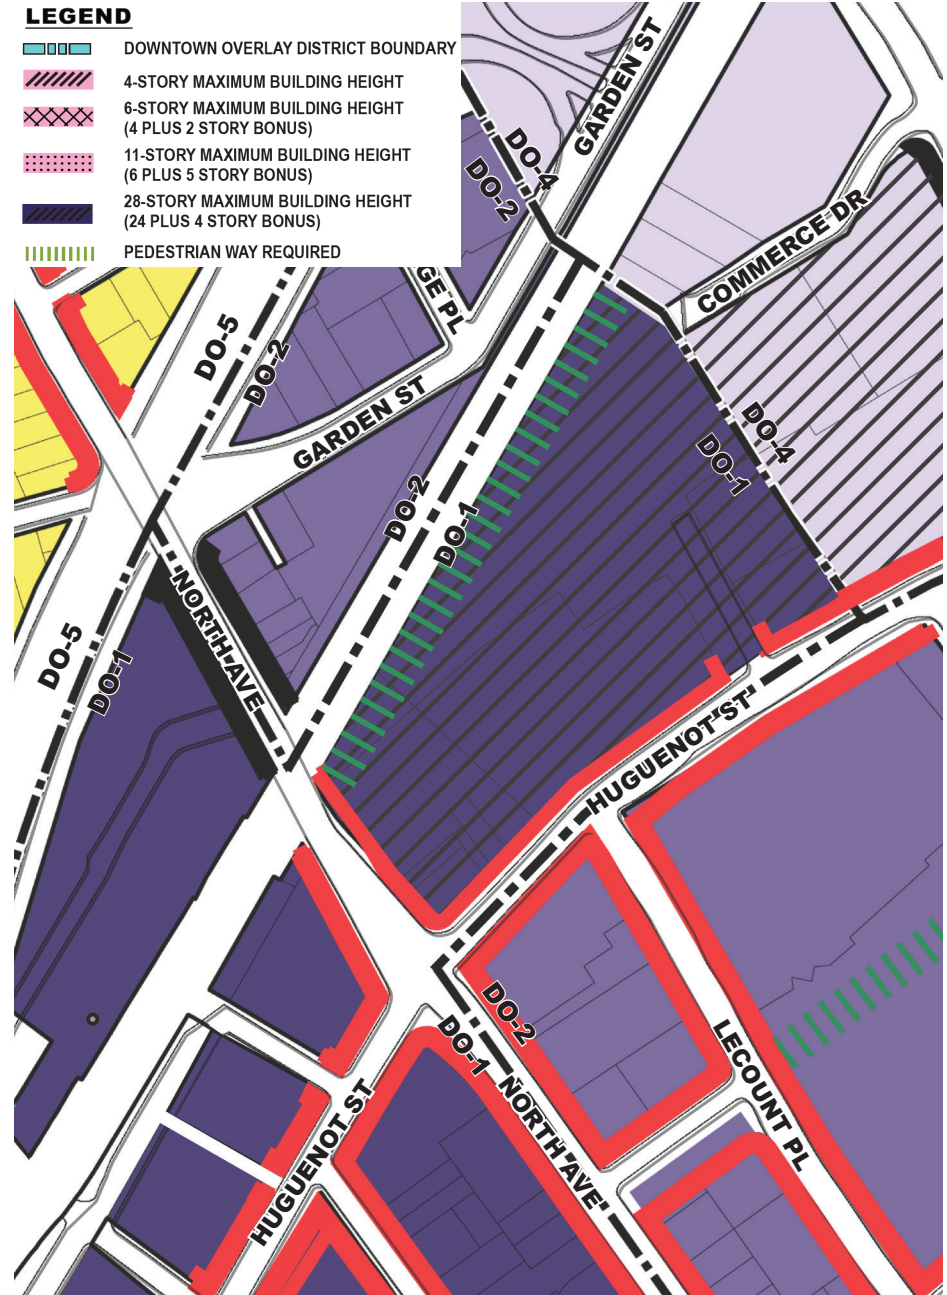 LEGEND
DOWNTOWN OVERLAY DISTRICT BOUNDARY
4-STORY MAXIMUM BUILDING HEIGHT
6-STORY MAXIMUM BUILDING HEIGHT
(4 PLUS 2 STORY BONUS)
11-STORY MAXIMUM BUILDING HEIGHT
(6 PLUS 5 STORY BONUS)
28-STORY MAXIMUM BUILDING HEIGHT
(24 PLUS 4 STORY BONUS)
PEDESTRIAN WAY REQUIRED
GARDEN ST
DO-4
DO-2
COMMERCE DR
GE PL
DO-5
DO-2
GARDEN ST
DO-4
DO-1
DO-2
DO-1
NORTH AVE
DO-5
DO-1
HUGUENOT ST
DO-2
DO-1
NORTH AVE
LECOUNT PL
HUGUENOT ST